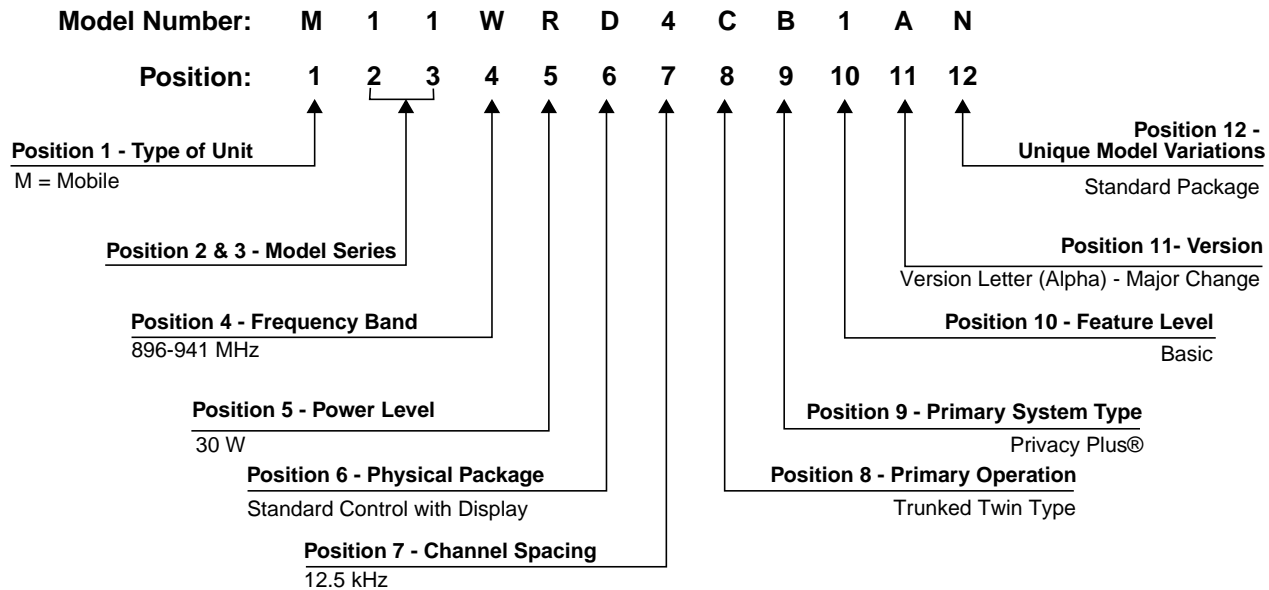 Model Number: M 1 1 W R D 4 C B 1 A N
Position: 1 2 3 4 5 6 7 8 9 10 11 12
Position 1 - Type of Unit
M = Mobile
Position 2 & 3 - Model Series
Position 4 - Frequency Band
896-941 MHz
Position 5 - Power Level
30 W
Position 6 - Physical Package
Standard Control with Display
Position 7 - Channel Spacing
12.5 kHz
Position 12 -
Unique Model Variations
Standard Package
Position 11- Version
Version Letter (Alpha) - Major Change
Position 10 - Feature Level
Basic
Position 9 - Primary System Type
Privacy Plus®
Position 8 - Primary Operation
Trunked Twin Type